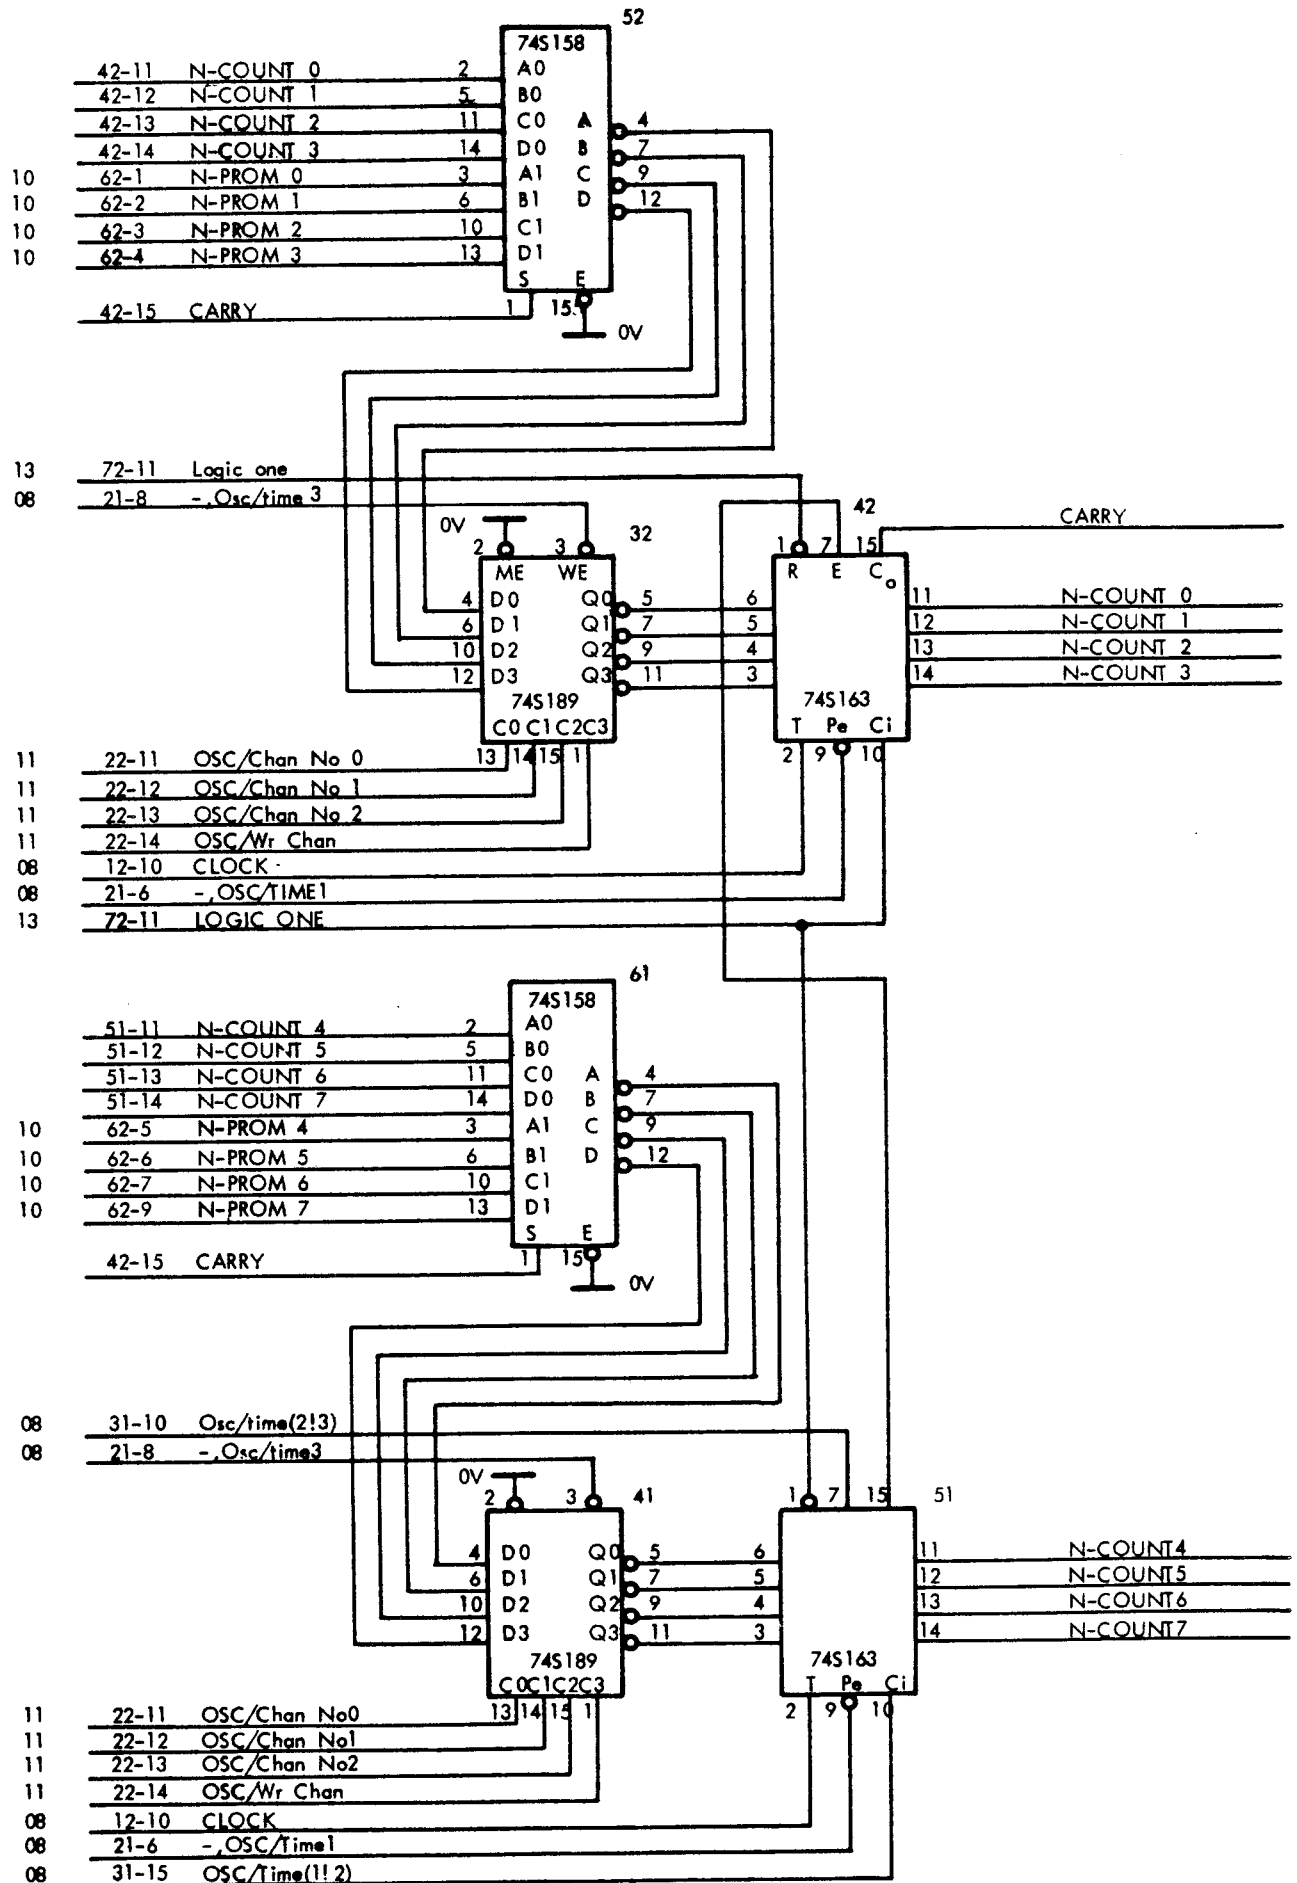 52
74S158
42-11 N-COUNT 0 2 A0
42-12 N-COUNT 1 5 B0
42-13 N-COUNT 2 11 C0 A 4
42-14 N-COUNT 3 14 D0 B 7
10 62-1 N-PROM 0 3 A1 C 9
10 62-2 N-PROM 1 6 B1 D 12
10 62-3 N-PROM 2 10 C1
10 62-4 N-PROM 3 13 D1
S E
42-15 CARRY 1 15
0V
13 72-11 Logic one
08 21-8 -,Osc/time 3
0V 2 3 32 1 7 15 42 CARRY
ME WE R E Co
4 D0 Q0 5 6 11 N-COUNT 0
6 D1 Q1 7 5 12 N-COUNT 1
10 D2 Q2 9 4 13 N-COUNT 2
12 D3 Q3 11 3 14 N-COUNT 3
74S189 74S163
C0 C1 C2 C3 T Pe Ci
13 14 15 1 2 9 10
11 22-11 OSC/Chan No 0
11 22-12 OSC/Chan No 1
11 22-13 OSC/Chan No 2
11 22-14 OSC/Wr Chan
08 12-10 CLOCK
08 21-6 -,OSC/TIME1
13 72-11 LOGIC ONE
61
74S158
51-11 N-COUNT 4 2 A0
51-12 N-COUNT 5 5 B0
51-13 N-COUNT 6 11 C0 A 4
51-14 N-COUNT 7 14 D0 B 7
10 62-5 N-PROM 4 3 A1 C 9
10 62-6 N-PROM 5 6 B1 D 12
10 62-7 N-PROM 6 10 C1
10 62-9 N-PROM 7 13 D1
S E
42-15 CARRY 1 15
0V
08 31-10 Osc/time(2!3)
08 21-8 -,Osc/time3
0V 2 3 41 1 7 15 51
4 D0 Q0 5 6 11 N-COUNT4
6 D1 Q1 7 5 12 N-COUNT5
10 D2 Q2 9 4 13 N-COUNT6
12 D3 Q3 11 3 14 N-COUNT7
74S189 74S163
C0 C1 C2 C3 T Pe Ci
13 14 15 1 2 9 10
11 22-11 OSC/Chan No0
11 22-12 OSC/Chan No1
11 22-13 OSC/Chan No2
11 22-14 OSC/Wr Chan
08 12-10 CLOCK
08 21-6 -,OSC/Time1
08 31-15 OSC/Time(1!2)